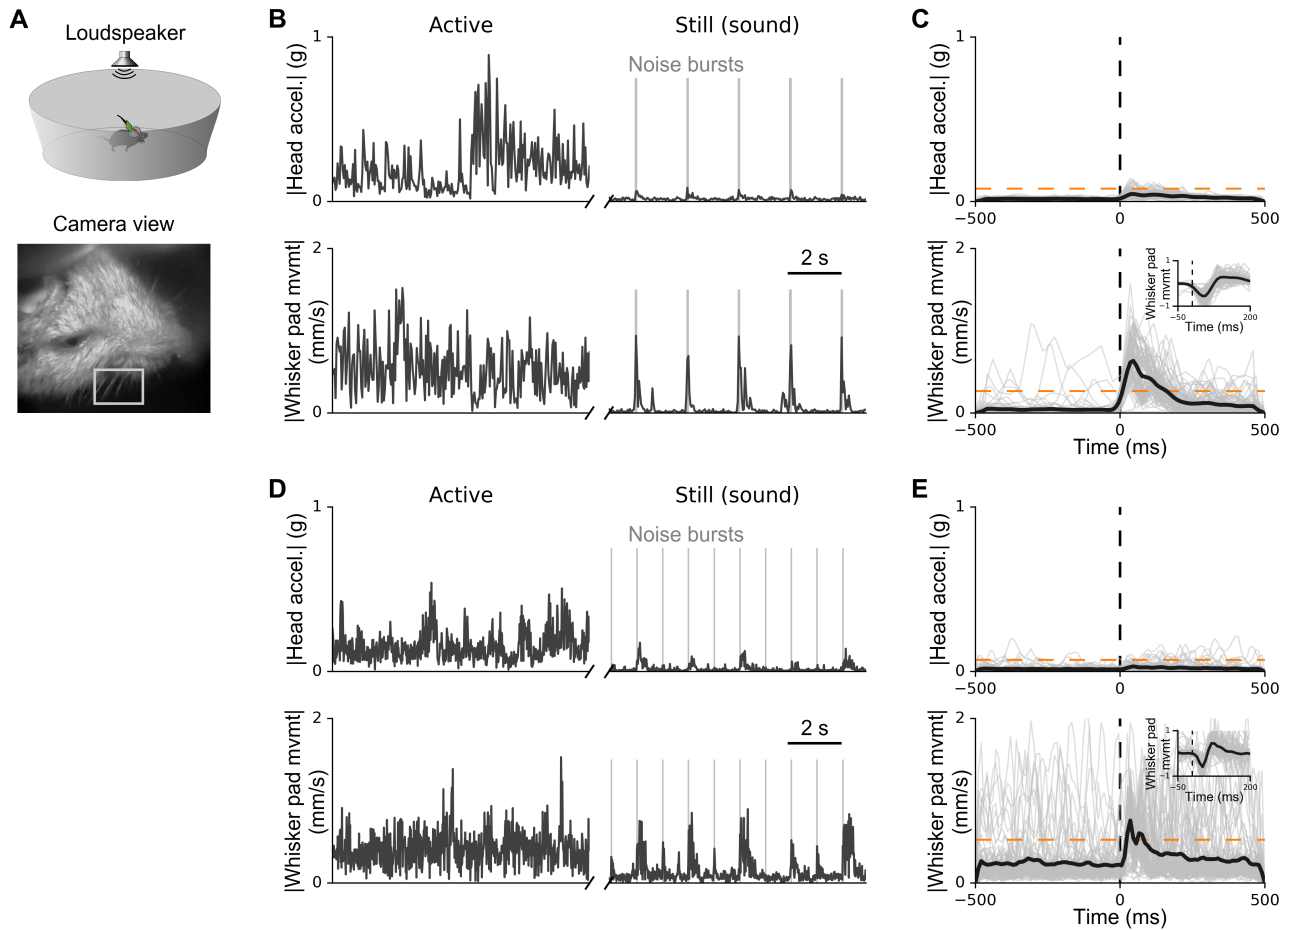 A
Loudspeaker
Camera view
B
Active
Still (sound)
Noise bursts
|Head accel.| (g)
1
0
|Whisker pad mvmt|
(mm/s)
2
0
2 s
C
|Head accel.| (g)
1
0
−500
0
500
|Whisker pad mvmt|
(mm/s)
2
0
−500
0
500
Time (ms)
Whisker pad
mvmt
1
−1
−50
200
Time (ms)
D
Active
Still (sound)
Noise bursts
|Head accel.| (g)
1
0
|Whisker pad mvmt|
(mm/s)
2
0
2 s
E
|Head accel.| (g)
1
0
−500
0
500
|Whisker pad mvmt|
(mm/s)
2
0
−500
0
500
Time (ms)
Whisker pad
mvmt
1
−1
−50
200
Time (ms)